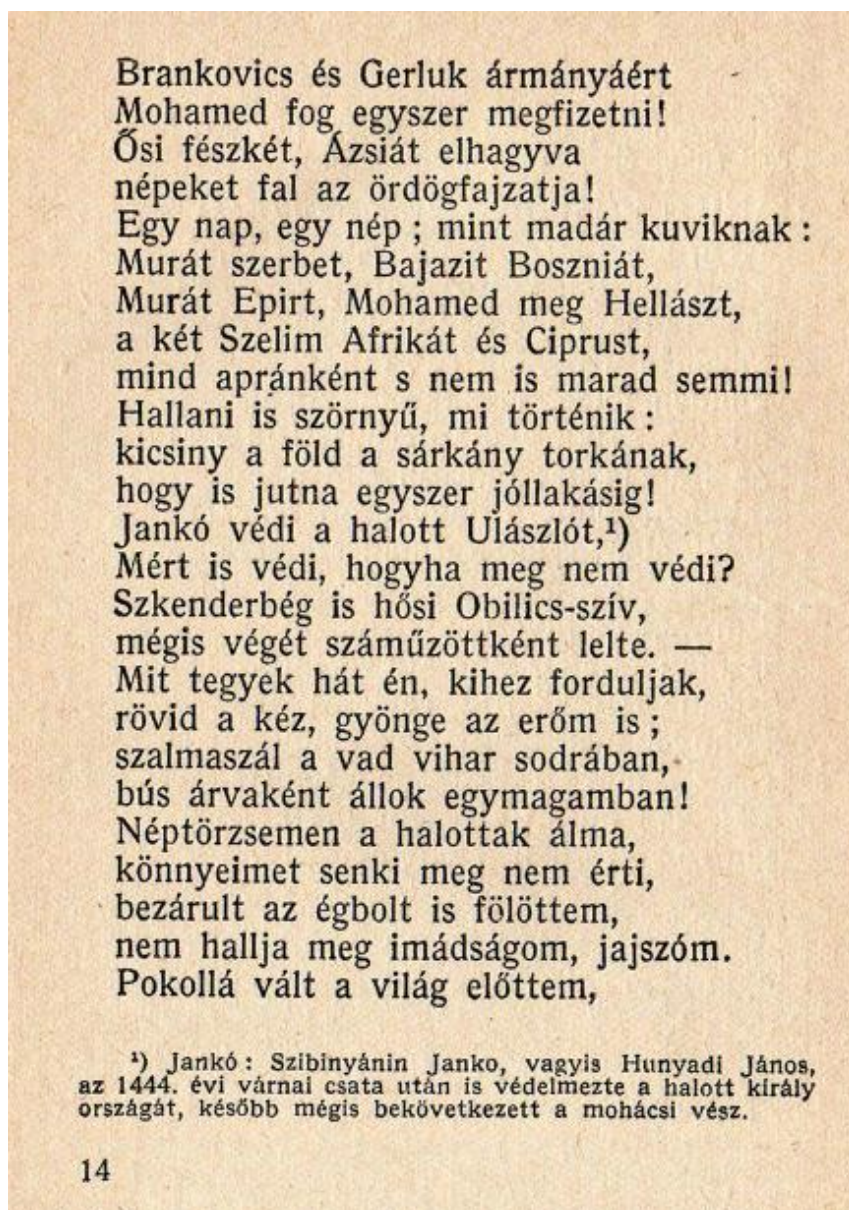 Brankovics és Gerluk ármányáért
Mohamed fog egyszer megfizetni!
Ősi fészkét, Ázsiát elhagyva
népeket fal az ördögfajzatja!
Egy nap, egy nép ; mint madár kuviknak :
Murát szerbet, Bajazit Boszniát,
Murát Epirt, Mohamed meg Hellászt,
a két Szelim Afrikát és Ciprust,
mind apránként s nem is marad semmi!
Hallani is szörnyű, mi történik :
kicsiny a föld a sárkány torkának,
hogy is jutna egyszer jóllakásig!
Jankó védi a halott Ulászlót,¹)
Mért is védi, hogyha meg nem védi?
Szkenderbég is hősi Obilics-szív,
mégis végét száműzöttként lelte. —
Mit tegyek hát én, kihez forduljak,
rövid a kéz, gyönge az erőm is ;
szalmaszál a vad vihar sodrában,
bús árvaként állok egymagamban!
Néptörzsemen a halottak álma,
könnyeimet senki meg nem érti,
bezárult az égbolt is fölöttem,
nem hallja meg imádságom, jajszóm.
Pokollá vált a világ előttem,
¹) Jankó : Szibinyánin Janko, vagyis Hunyadi János,
az 1444. évi várnai csata után is védelmezte a halott király
országát, később mégis bekövetkezett a mohácsi vész.
14